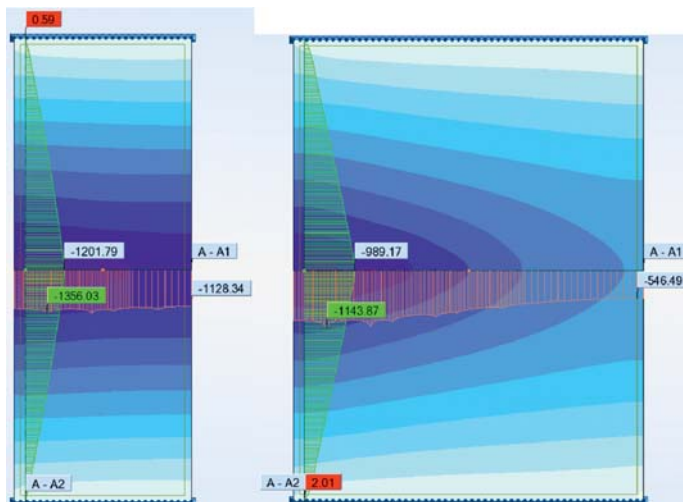 0.59
-1201.79
A - A1
-1356.03
-1128.34
A - A2
-989.17
A - A1
-546.49
-1143.87
A - A2 2.01